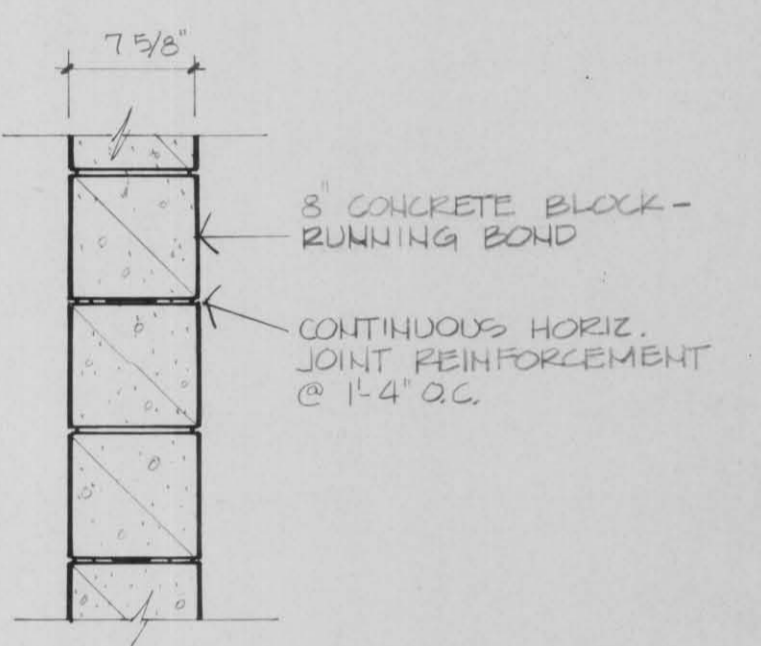 7 5/8"
8" CONCRETE BLOCK -
RUNNING BOND
CONTINUOUS HORIZ.
JOINT REINFORCEMENT
@ 1'-4" O.C.